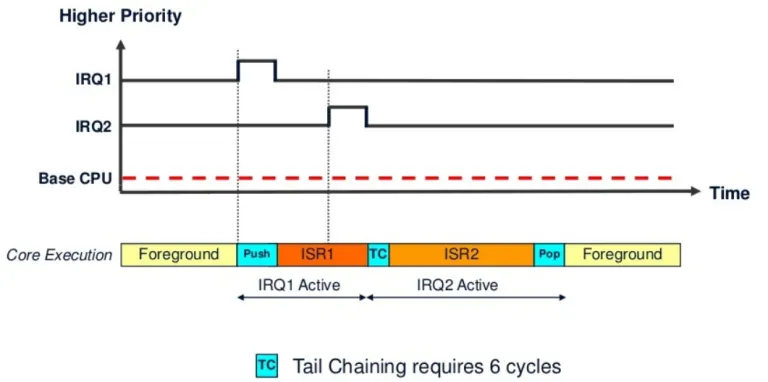 Higher Priority
IRQ1
IRQ2
Base CPU
Time
Core Execution Foreground Push ISR1 TC ISR2 Pop Foreground
IRQ1 Active IRQ2 Active
TC Tail Chaining requires 6 cycles